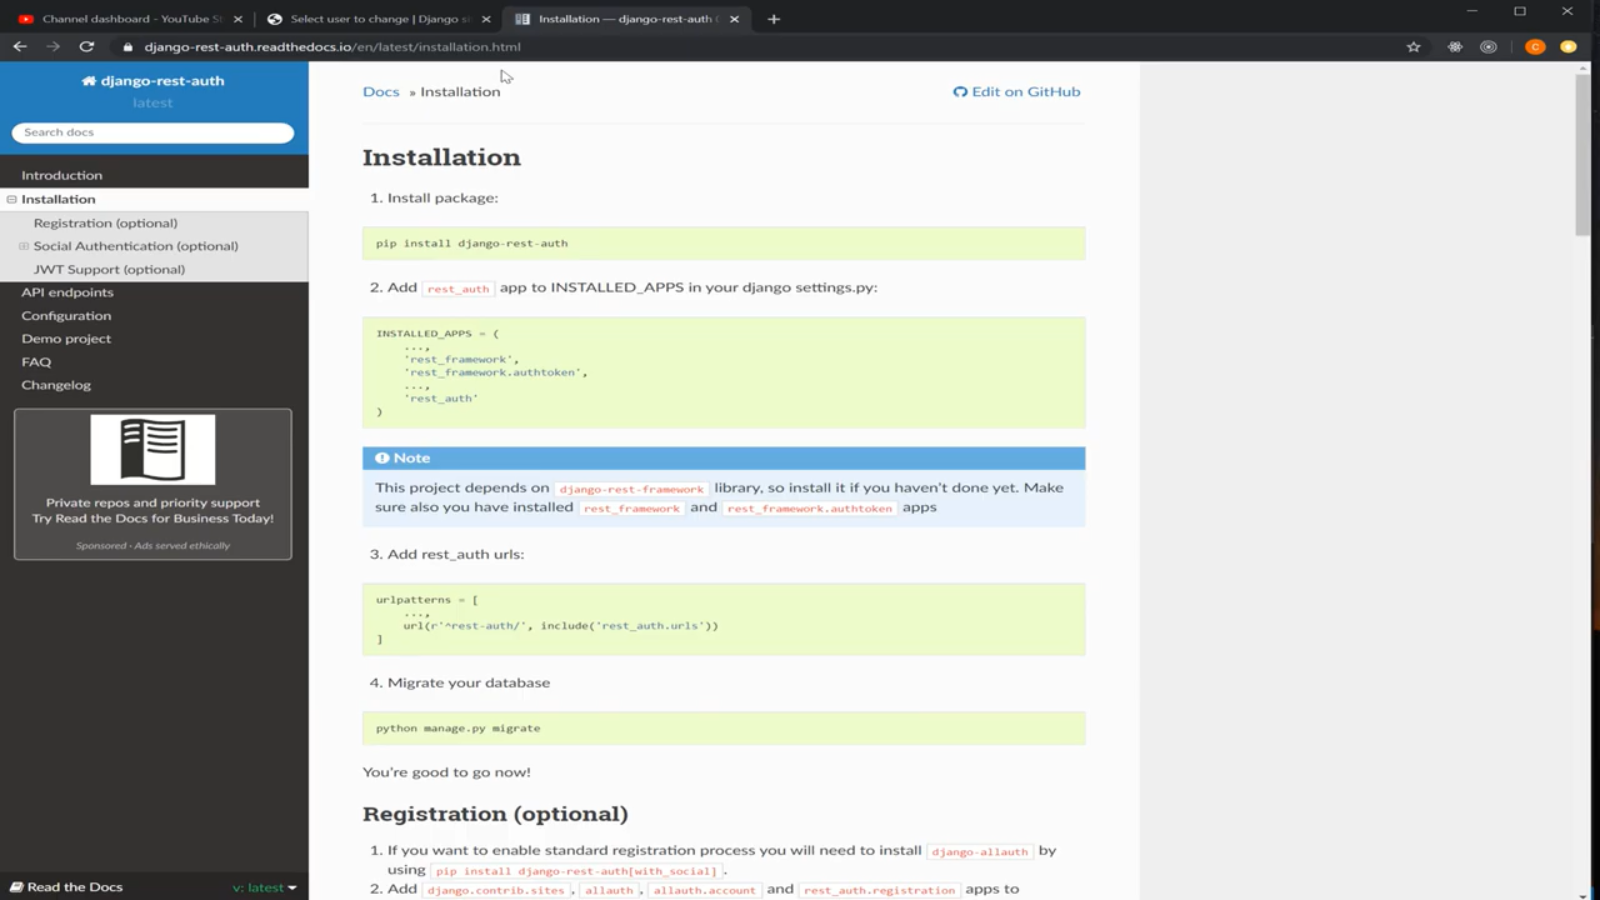 Channel dashboard - YouTube St
Select user to change | Django si
Installation — django-rest-auth
django-rest-auth.readthedocs.io/en/latest/installation.html
C
django-rest-auth
latest
Search docs
Introduction
Installation
Registration (optional)
Social Authentication (optional)
JWT Support (optional)
API endpoints
Configuration
Demo project
FAQ
Changelog
Private repos and priority support
Try Read the Docs for Business Today!
Sponsored · Ads served ethically
Read the Docs
v: latest
Docs » Installation
Edit on GitHub
Installation
1. Install package:
pip install django-rest-auth
2. Add rest_auth app to INSTALLED_APPS in your django settings.py:
INSTALLED_APPS = (
...,
'rest_framework',
'rest_framework.authtoken',
...,
'rest_auth'
)
Note
This project depends on django-rest-framework library, so install it if you haven't done yet. Make
sure also you have installed rest_framework and rest_framework.authtoken apps
3. Add rest_auth urls:
urlpatterns = [
...,
url(r'^rest-auth/', include('rest_auth.urls'))
]
4. Migrate your database
python manage.py migrate
You're good to go now!
Registration (optional)
1. If you want to enable standard registration process you will need to install django-allauth by
using pip install django-rest-auth[with_social] .
2. Add django.contrib.sites , allauth , allauth.account and rest_auth.registration apps to